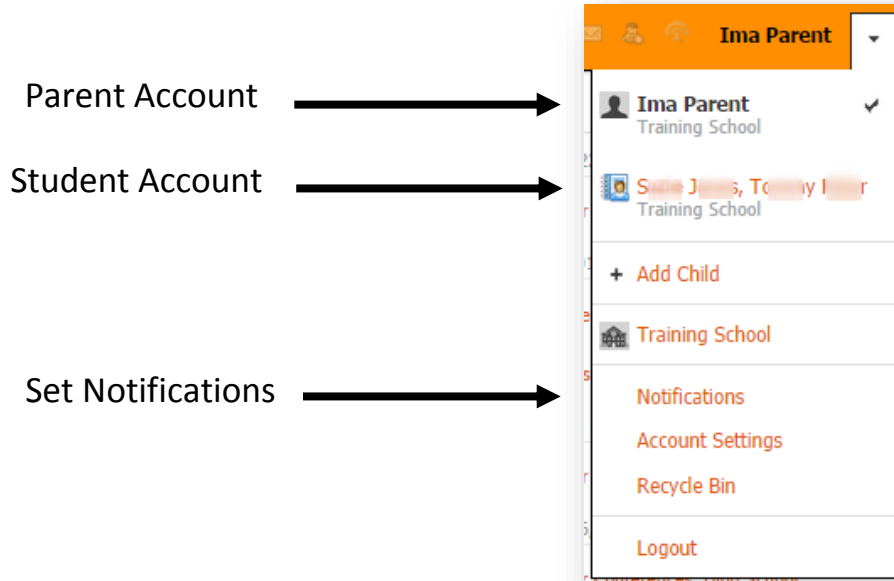 Ima Parent
Parent Account
Ima Parent
Training School
Student Account
Training School
+ Add Child
Training School
Set Notifications
Notifications
Account Settings
Recycle Bin
Logout